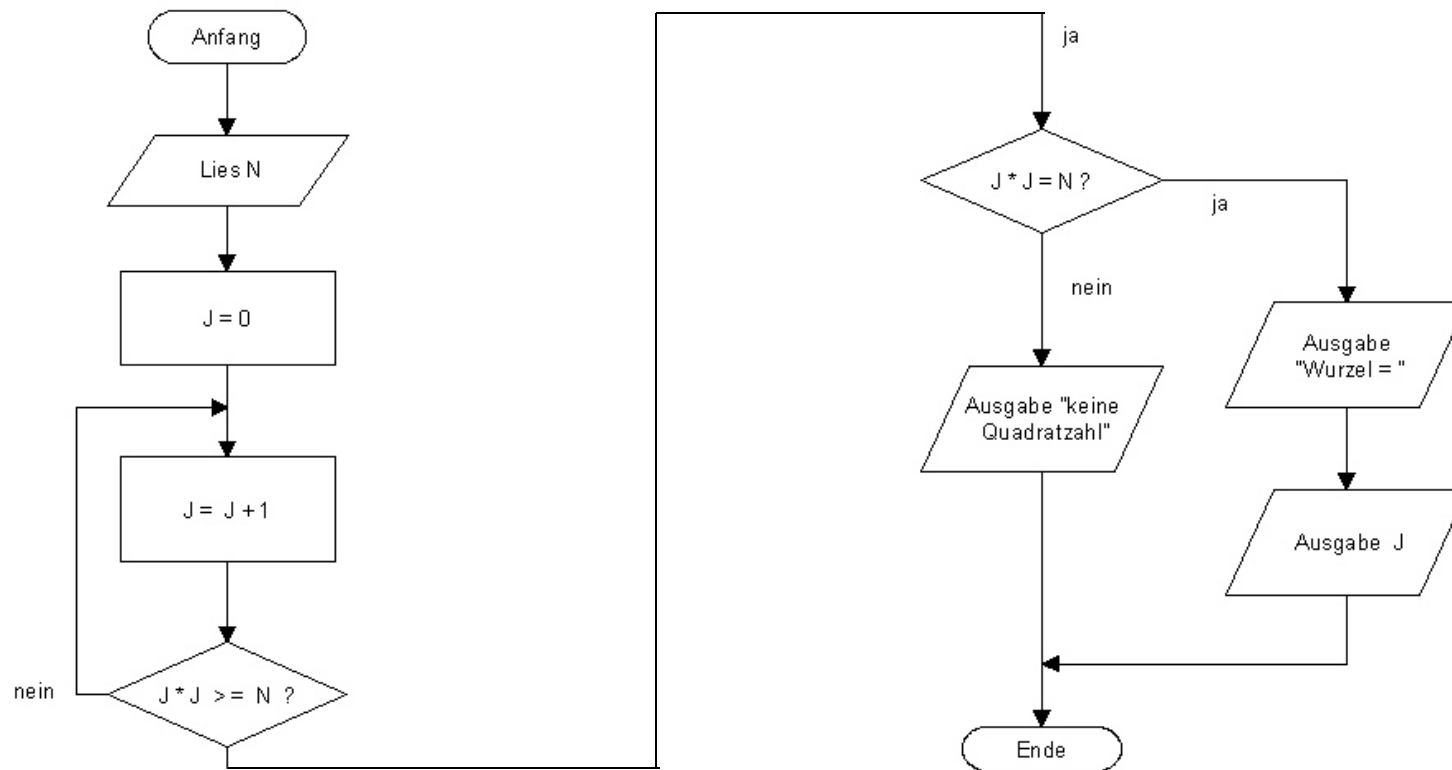 Anfang
Lies N
J = 0
J = J + 1
J * J >= N ?
nein
ja
J * J = N ?
ja
nein
Ausgabe "keine
Quadratzahl"
Ausgabe
"Wurzel = "
Ausgabe J
Ende